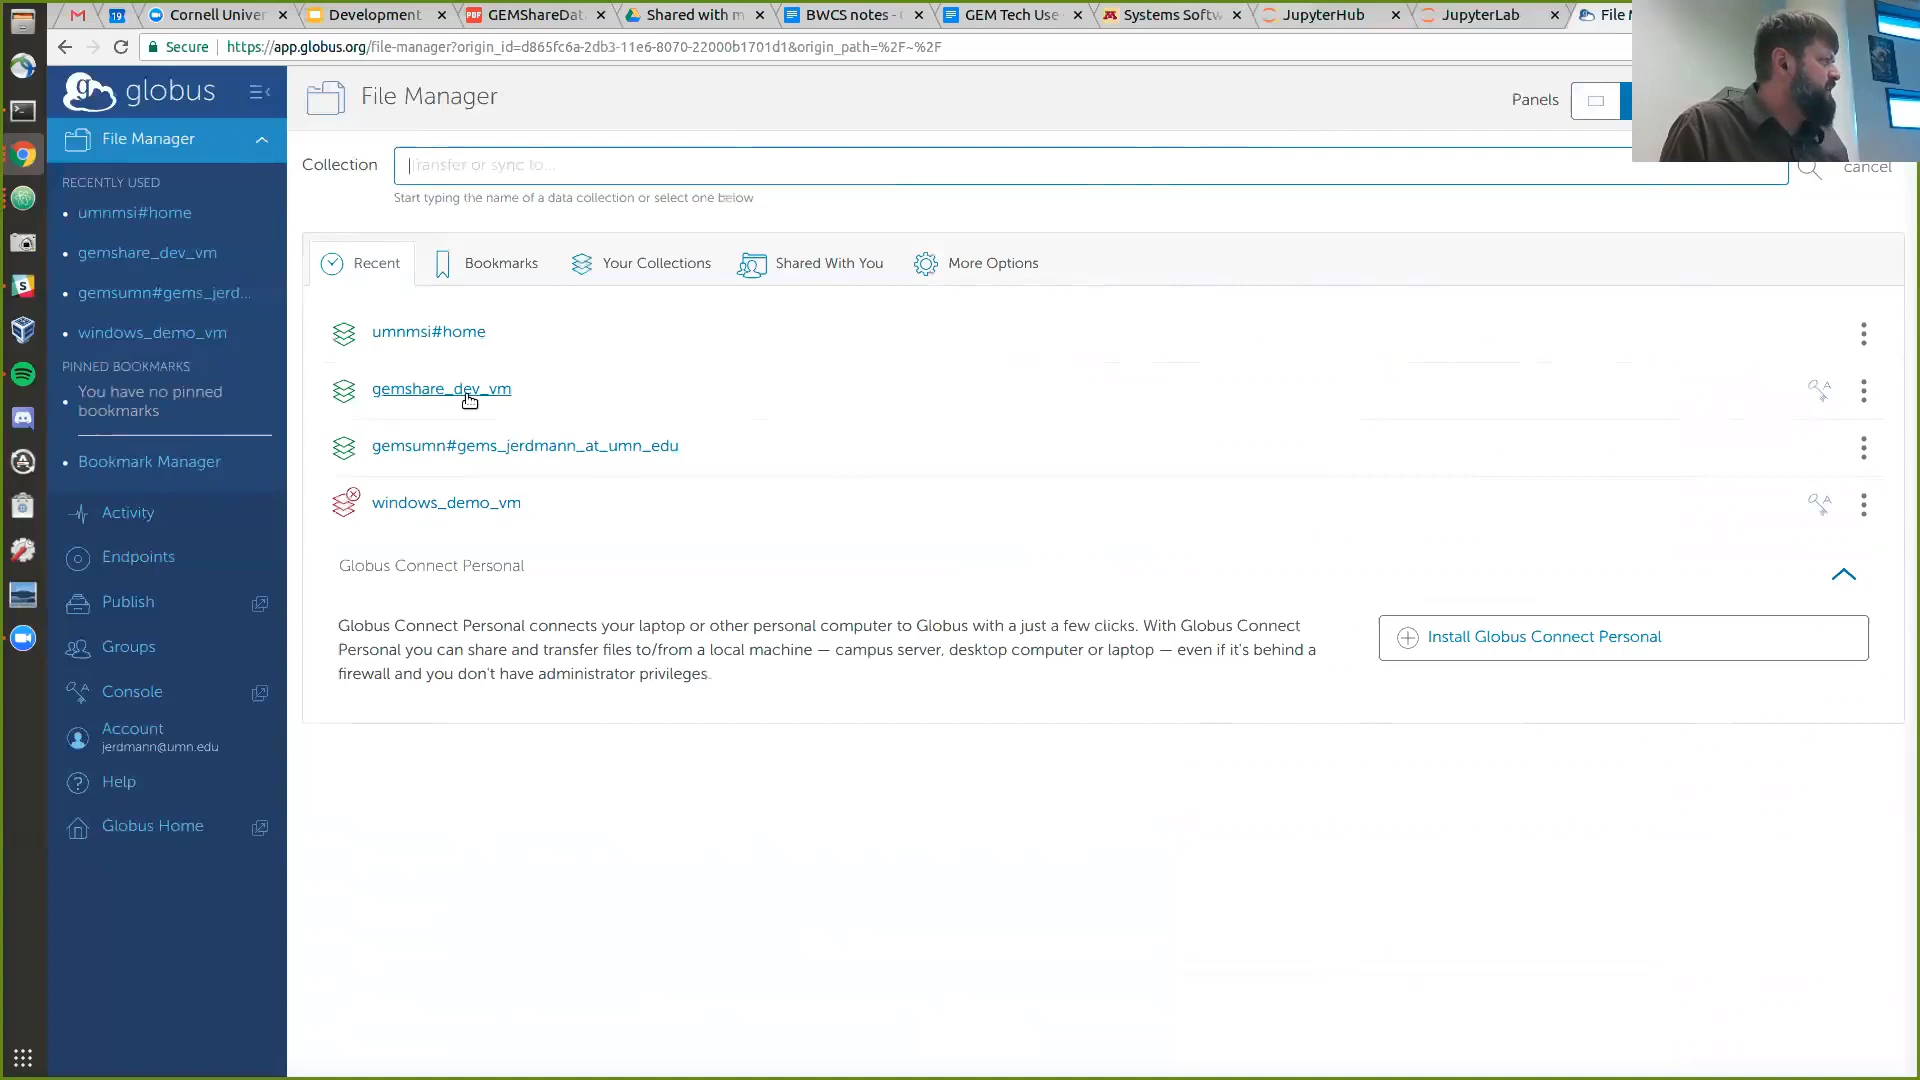 Cornell Univer
Development
GEMShareDat
Shared with m
BWCS notes -
GEM Tech Use
Systems Softw
JupyterHub
JupyterLab
File M
19
Secure
https://app.globus.org/file-manager?origin_id=d865fc6a-2db3-11e6-8070-22000b1701d1&origin_path=%2F~%2F
globus
File Manager
Panels
File Manager
Collection
Transfer or sync to...
cancel
Start typing the name of a data collection or select one below
RECENTLY USED
umnmsi#home
gemshare_dev_vm
gemsumn#gems_jerd...
windows_demo_vm
PINNED BOOKMARKS
You have no pinned
bookmarks
Bookmark Manager
Activity
Endpoints
Publish
Groups
Console
Account
jerdmann@umn.edu
Help
Globus Home
Recent
Bookmarks
Your Collections
Shared With You
More Options
umnmsi#home
gemshare_dev_vm
gemsumn#gems_jerdmann_at_umn_edu
windows_demo_vm
Globus Connect Personal
Globus Connect Personal connects your laptop or other personal computer to Globus with a just a few clicks. With Globus Connect
Personal you can share and transfer files to/from a local machine — campus server, desktop computer or laptop — even if it's behind a
firewall and you don't have administrator privileges.
Install Globus Connect Personal